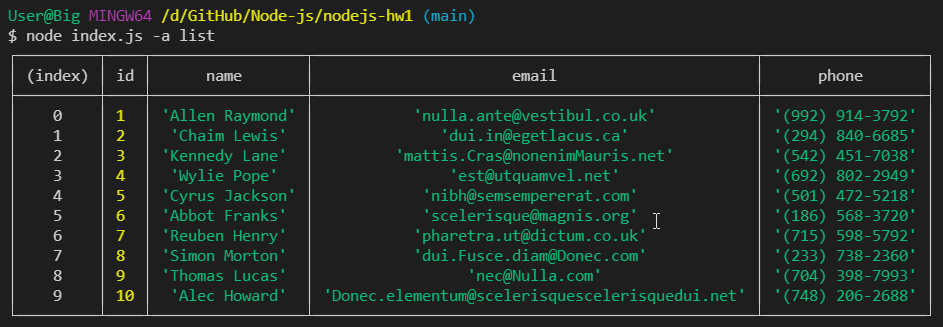 User@Big MINGW64 /d/GitHub/Node-js/nodejs-hw1 (main)
$ node index.js -a list
(index) id name email phone
0 1 'Allen Raymond' 'nulla.ante@vestibul.co.uk' '(992) 914-3792'
1 2 'Chaim Lewis' 'dui.in@egetlacus.ca' '(294) 840-6685'
2 3 'Kennedy Lane' 'mattis.Cras@nonenimMauris.net' '(542) 451-7038'
3 4 'Wylie Pope' 'est@utquamvel.net' '(692) 802-2949'
4 5 'Cyrus Jackson' 'nibh@semsempererat.com' '(501) 472-5218'
5 6 'Abbot Franks' 'scelerisque@magnis.org' '(186) 568-3720'
6 7 'Reuben Henry' 'pharetra.ut@dictum.co.uk' '(715) 598-5792'
7 8 'Simon Morton' 'dui.Fusce.diam@Donec.com' '(233) 738-2360'
8 9 'Thomas Lucas' 'nec@Nulla.com' '(704) 398-7993'
9 10 'Alec Howard' 'Donec.elementum@scelerisquescelerisquedui.net' '(748) 206-2688'